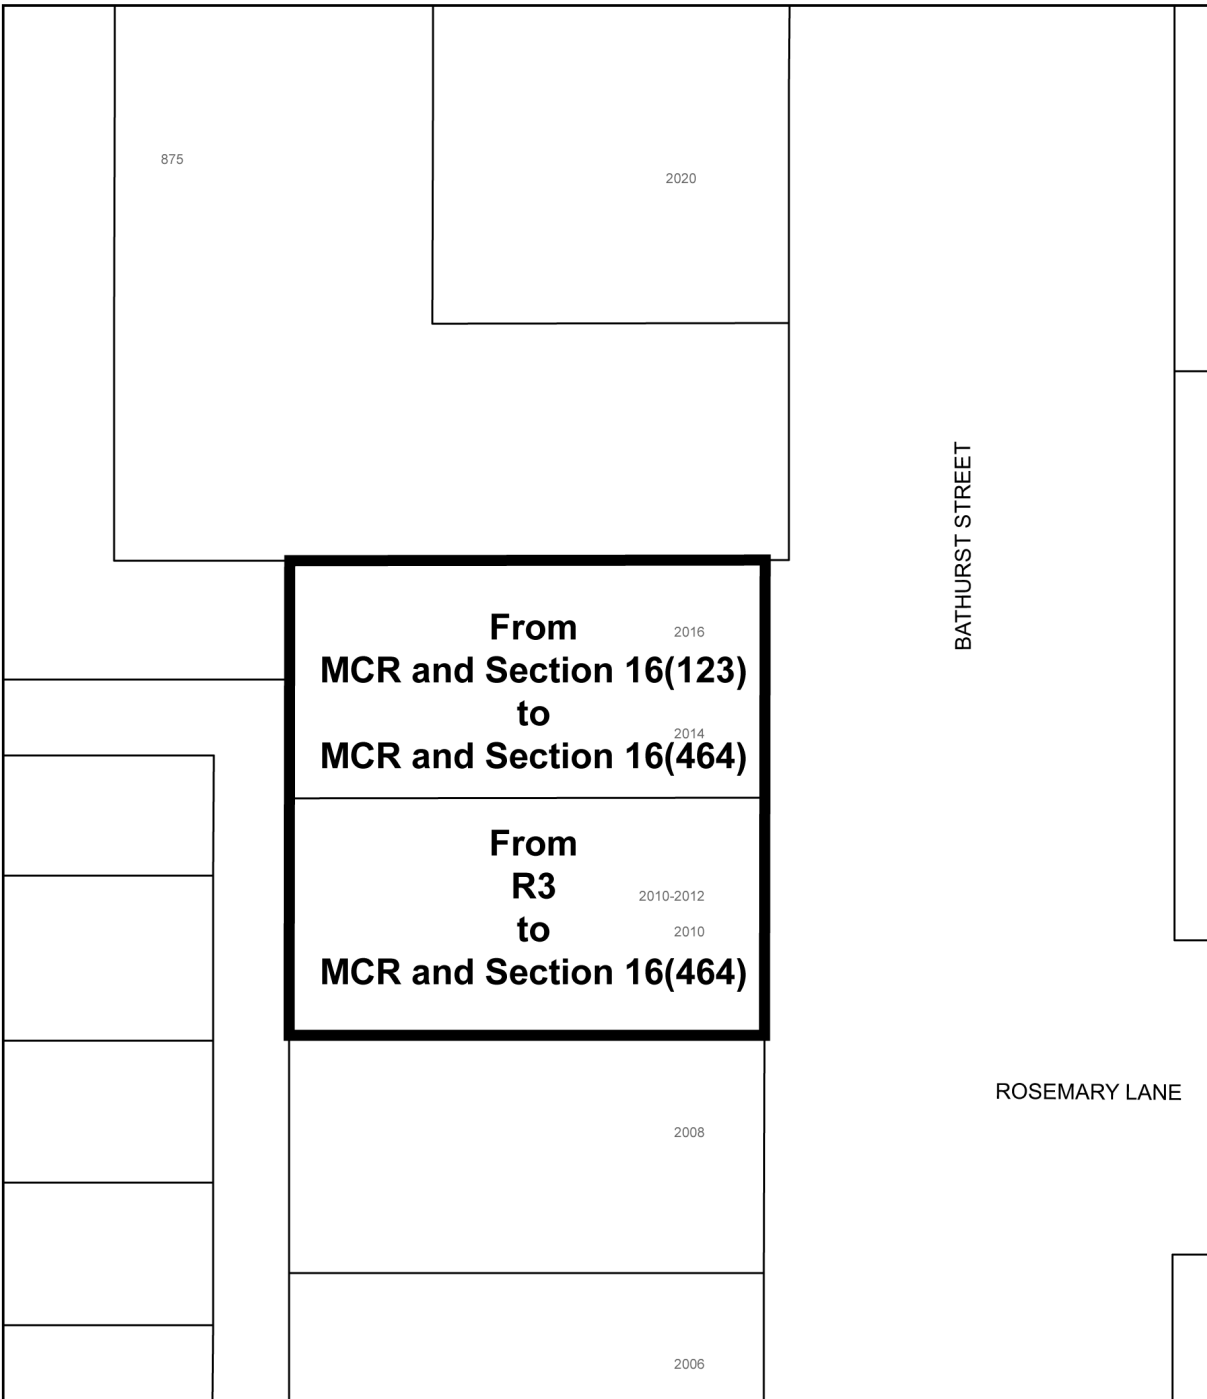 875
2020
BATHURST STREET
From
2016
MCR and Section 16(123)
to
2014
MCR and Section 16(464)
From
R3
2010-2012
to
2010
MCR and Section 16(464)
ROSEMARY LANE
2008
2006